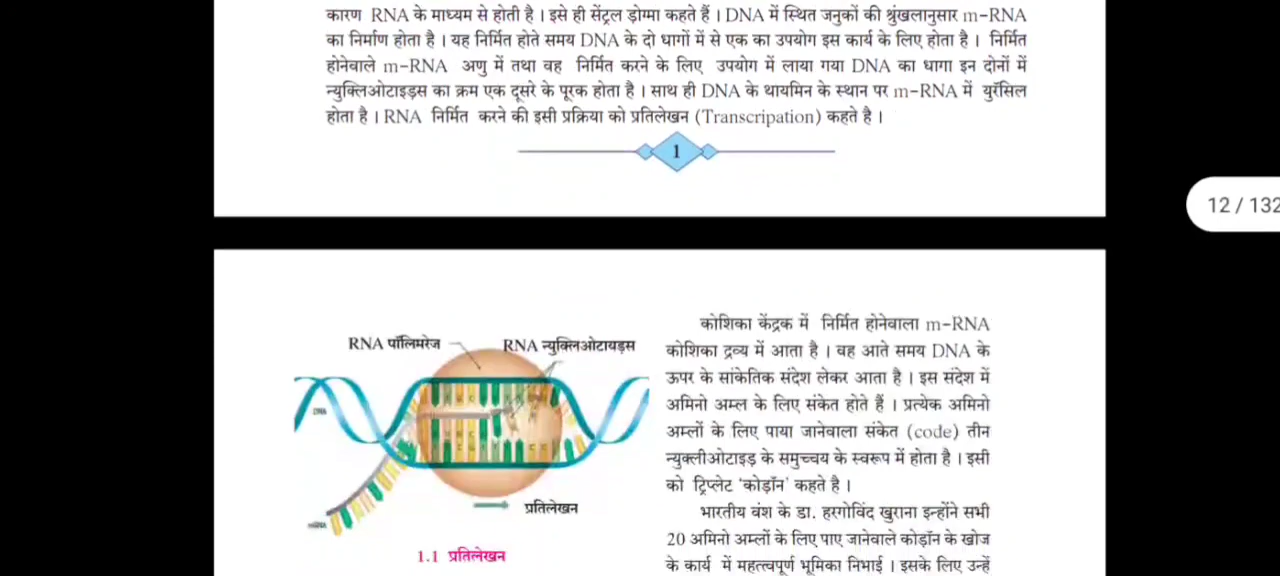 कारण RNA के माध्यम से होती है । इसे ही सेंट्रल ड़ोग्मा कहते हैं । DNA में स्थित जनुकों की श्रुंखलानुसार m-RNA
का निर्माण होता है । यह निर्मित होते समय DNA के दो धागों में से एक का उपयोग इस कार्य के लिए होता है । निर्मित
होनेवाले m-RNA अणु में तथा वह निर्मित करने के लिए उपयोग में लाया गया DNA का धागा इन दोनों में
न्युक्लिओटाइड्स का क्रम एक दूसरे के पूरक होता है । साथ ही DNA के थायमिन के स्थान पर m-RNA में युरॅसिल
होता है । RNA निर्मित करने की इसी प्रक्रिया को प्रतिलेखन (Transcripation) कहते है ।
1
12 / 132
RNA पॉलिमरेज
RNA न्युक्लिओटायड्स
DNA
mRNA
प्रतिलेखन
1.1 प्रतिलेखन
कोशिका केंद्रक में निर्मित होनेवाला m-RNA
कोशिका द्रव्य में आता है । वह आते समय DNA के
ऊपर के सांकेतिक संदेश लेकर आता है । इस संदेश में
अमिनो अम्ल के लिए संकेत होते हैं । प्रत्येक अमिनो
अम्लों के लिए पाया जानेवाला संकेत (code) तीन
न्युक्लीओटाइड़ के समुच्चय के स्वरूप में होता है । इसी
को ट्रिप्लेट ‘कोड़ॉन’ कहते है ।
भारतीय वंश के डा. हरगोविंद खुराना इन्होंने सभी
20 अमिनो अम्लों के लिए पाए जानेवाले कोड़ॉन के खोज
के कार्य में महत्त्वपूर्ण भूमिका निभाई । इसके लिए उन्हें